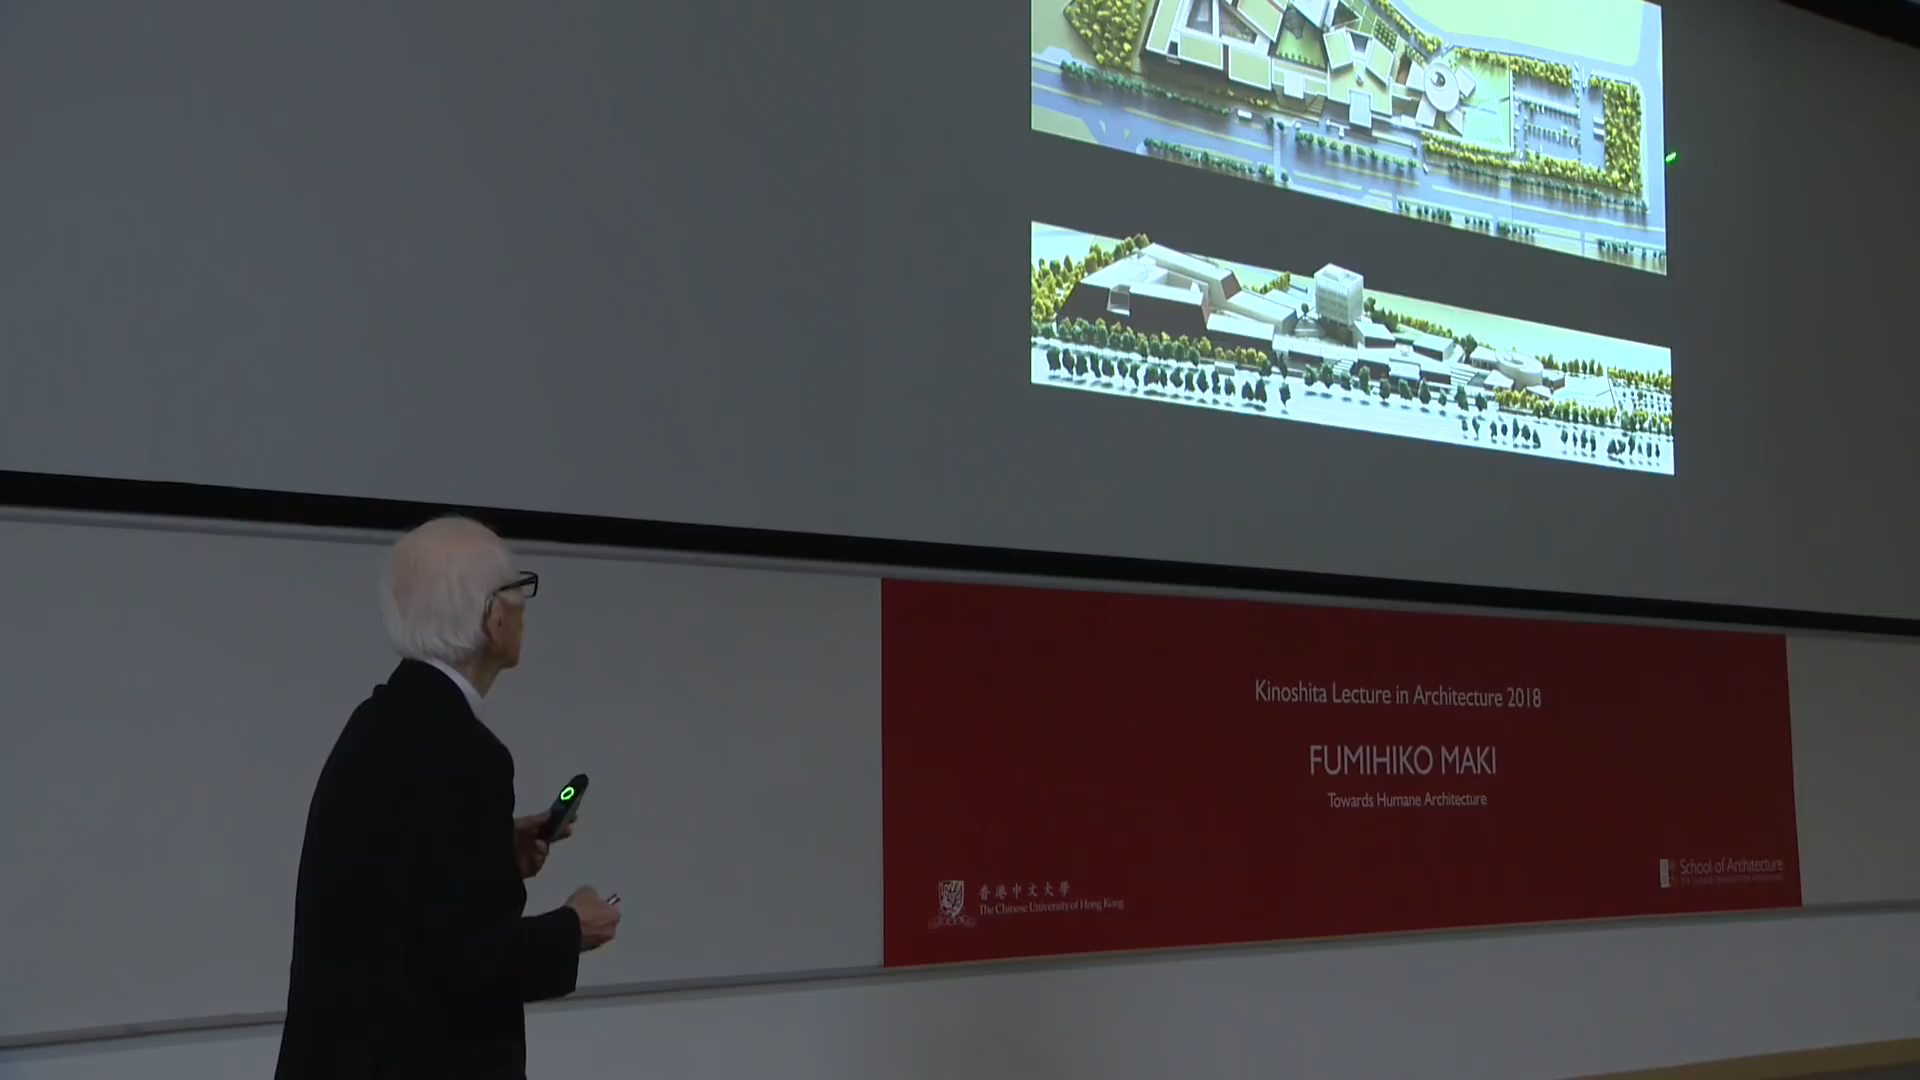 Kinoshita Lecture in Architecture 2018
FUMIHIKO MAKI
Towards Humane Architecture
香港中文大學
The Chinese University of Hong Kong
School of Architecture